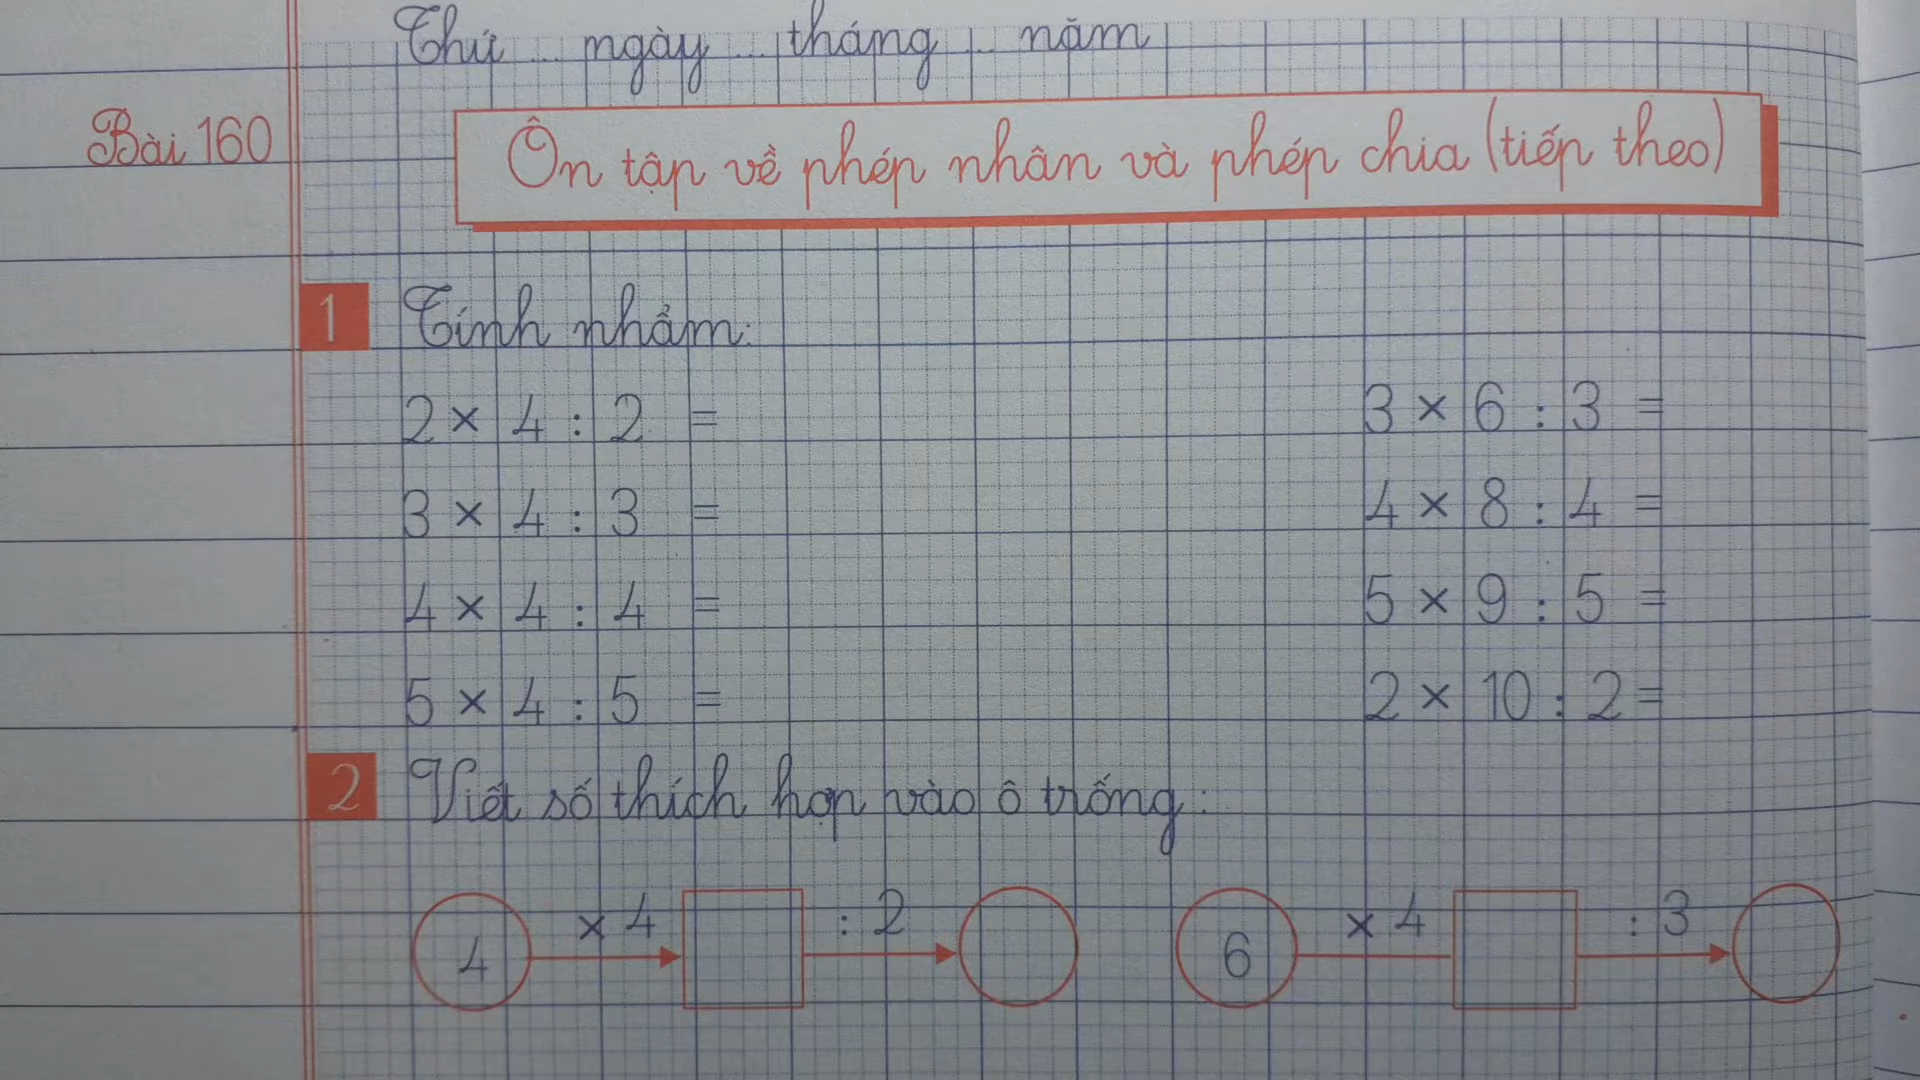 Thứ ... ngày ... tháng ... năm
Bài 160
Ôn tập về phép nhân và phép chia (tiếp theo)
1 Tính nhẩm:
2 × 4 : 2 = 3 × 6 : 3 =
3 × 4 : 3 = 4 × 8 : 4 =
4 × 4 : 4 = 5 × 9 : 5 =
5 × 4 : 5 = 2 × 10 : 2 =
2 Viết số thích hợp vào ô trống:
4 × 4 : 2 6 × 4 : 3